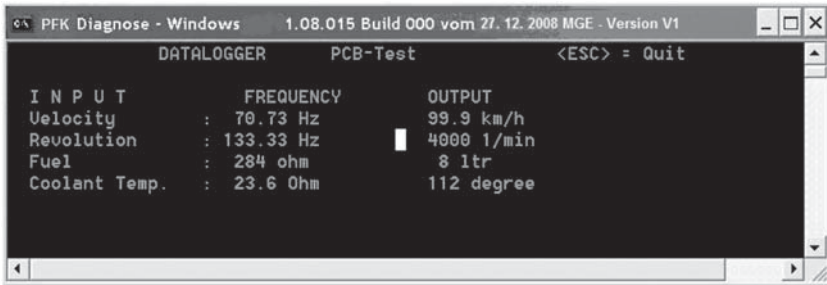 PFK Diagnose - Windows 1.08.015 Build 000 vom 27. 12. 2008 MGE - Version V1
DATALOGGER PCB-Test <ESC> = Quit
I N P U T FREQUENCY OUTPUT
Velocity : 70.73 Hz 99.9 km/h
Revolution : 133.33 Hz 4000 1/min
Fuel : 284 ohm 8 ltr
Coolant Temp. : 23.6 Ohm 112 degree